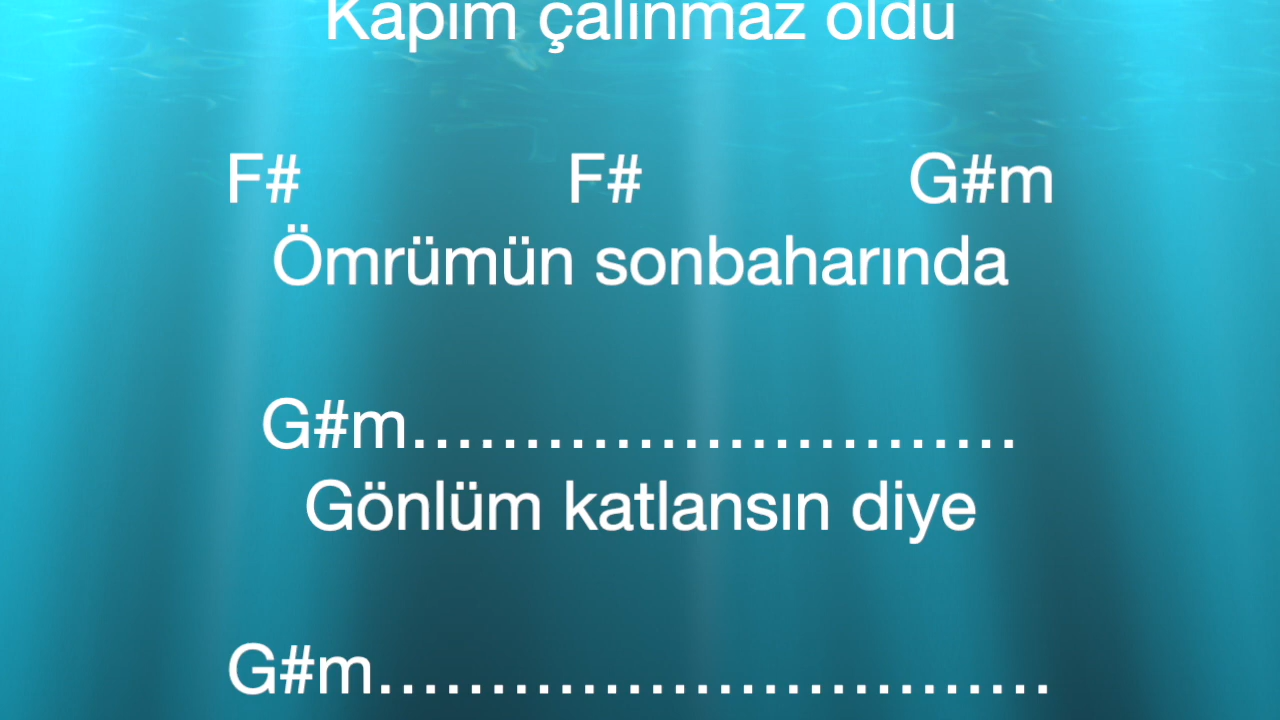 Kapım çalınmaz oldu
F# F# G#m
Ömrümün sonbaharında
G#m...........................
Gönlüm katlansın diye
G#m..............................